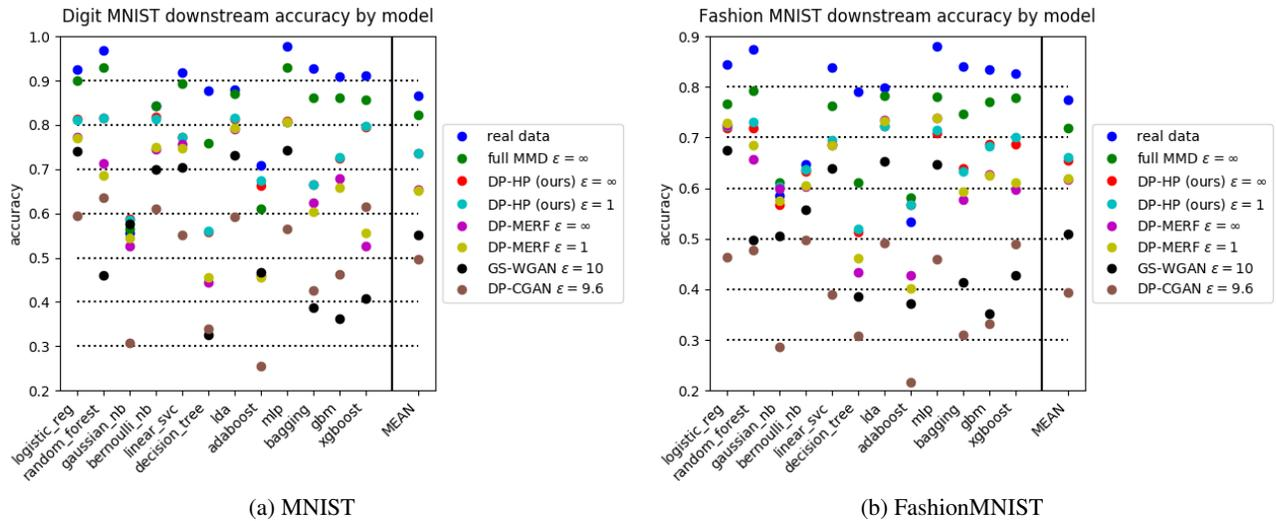 Digit MNIST downstream accuracy by model
1.0
0.9
0.8
0.7
0.6
0.5
0.4
0.3
0.2
accuracy
logistic_reg
random_forest
gaussian_nb
bernoulli_nb
linear_svc
decision_tree
lda
adaboost
mlp
bagging
gbm
xgboost
MEAN
real data
full MMD ε = ∞
DP-HP (ours) ε = ∞
DP-HP (ours) ε = 1
DP-MERF ε = ∞
DP-MERF ε = 1
GS-WGAN ε = 10
DP-CGAN ε = 9.6
(a) MNIST
Fashion MNIST downstream accuracy by model
0.9
0.8
0.7
0.6
0.5
0.4
0.3
0.2
accuracy
logistic_reg
random_forest
gaussian_nb
bernoulli_nb
linear_svc
decision_tree
lda
adaboost
mlp
bagging
gbm
xgboost
MEAN
real data
full MMD ε = ∞
DP-HP (ours) ε = ∞
DP-HP (ours) ε = 1
DP-MERF ε = ∞
DP-MERF ε = 1
GS-WGAN ε = 10
DP-CGAN ε = 9.6
(b) FashionMNIST